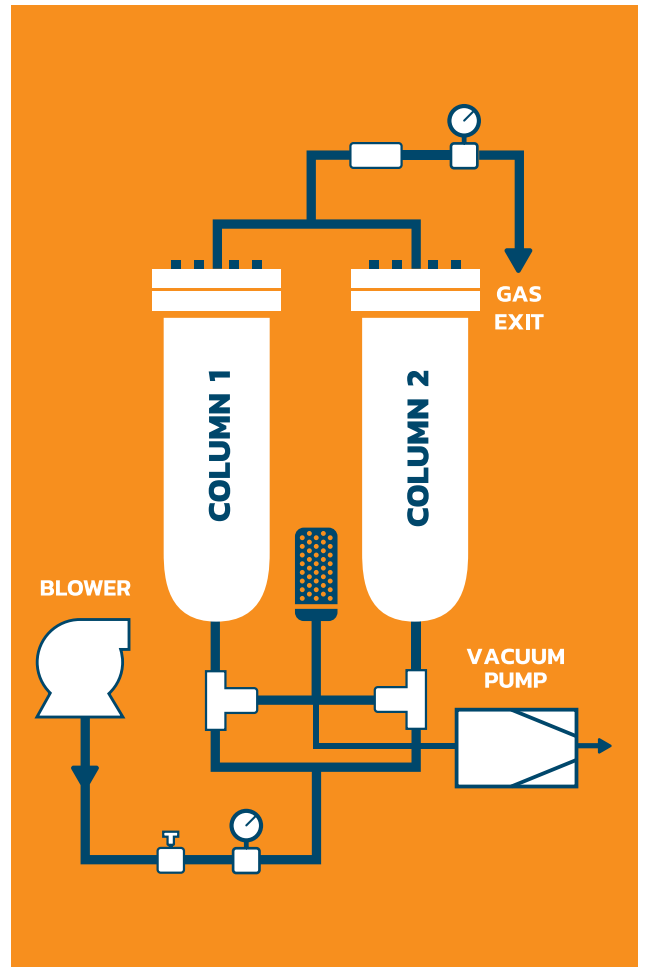 GAS
EXIT
COLUMN 1
COLUMN 2
BLOWER
VACUUM
PUMP